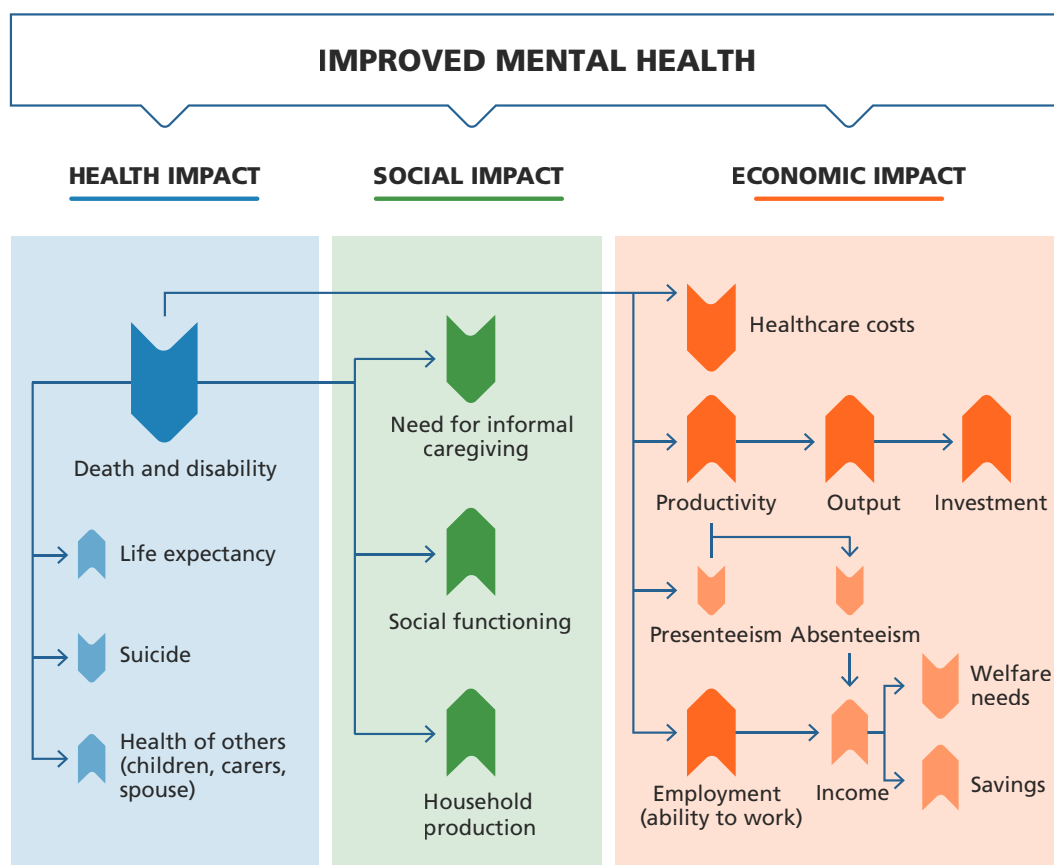 IMPROVED MENTAL HEALTH
HEALTH IMPACT
SOCIAL IMPACT
ECONOMIC IMPACT
Death and disability
Life expectancy
Suicide
Health of others
(children, carers,
spouse)
Need for informal
caregiving
Social functioning
Household
production
Healthcare costs
Productivity
Output
Investment
Presenteeism
Absenteeism
Employment
(ability to work)
Income
Welfare
needs
Savings